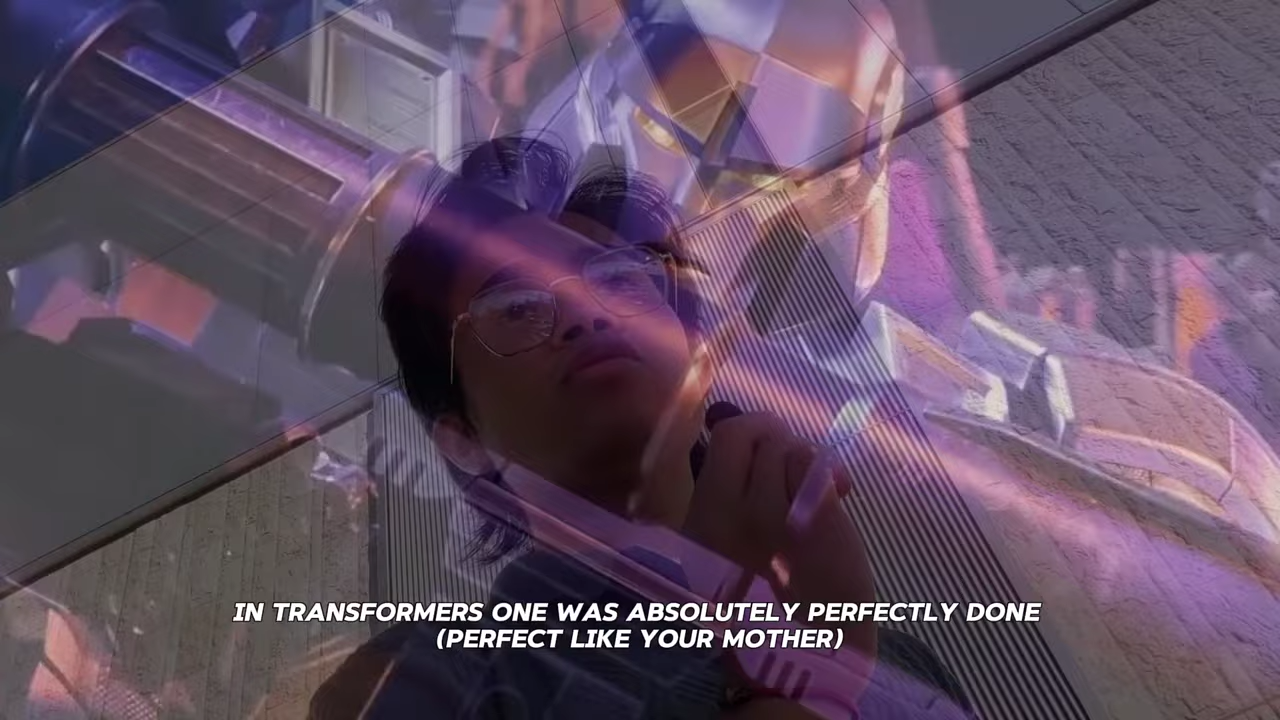 IN TRANSFORMERS ONE WAS ABSOLUTELY PERFECTLY DONE
(PERFECT LIKE YOUR MOTHER)